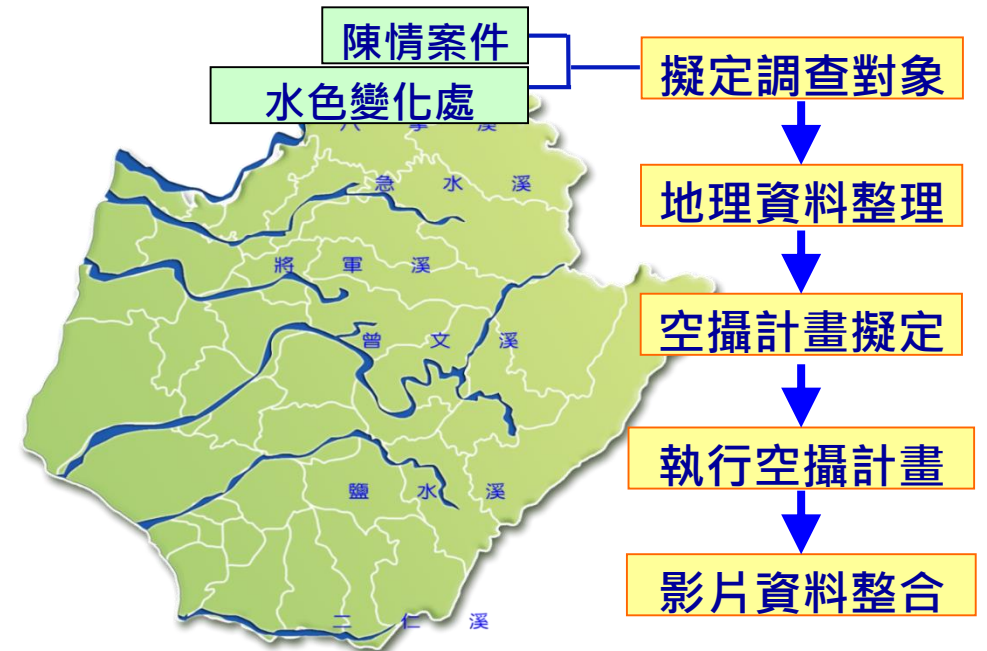 陳情案件
水色變化處
擬定調查對象
地理資料整理
空攝計畫擬定
執行空攝計畫
影片資料整合
急水溪
將軍溪
曾文溪
鹽水溪
二仁溪